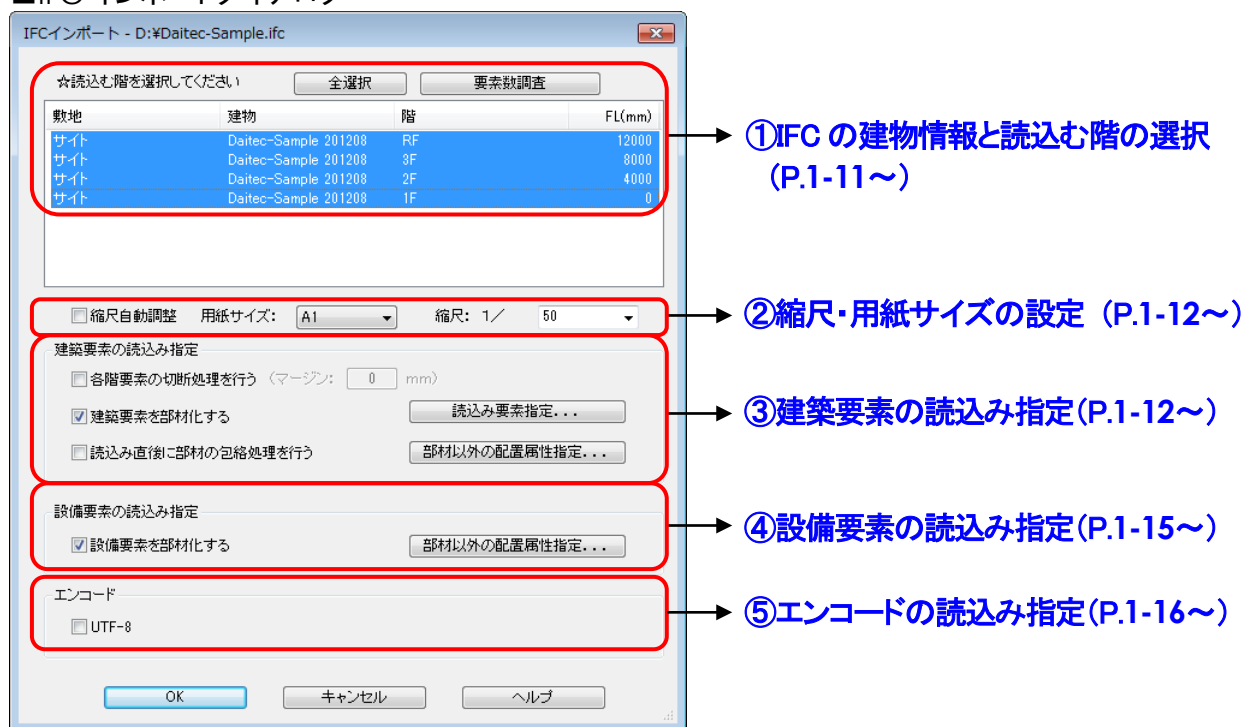 IFCインポート - D:¥Daitec-Sample.ifc
☆読込む階を選択してください 全選択 要素数調査
敷地 建物 階 FL(mm)
サイト Daitec-Sample 201208 RF 12000
サイト Daitec-Sample 201208 3F 8000
サイト Daitec-Sample 201208 2F 4000
サイト Daitec-Sample 201208 1F 0
①IFC の建物情報と読込む階の選択
(P.1-11～)
縮尺自動調整 用紙サイズ: A1 縮尺: 1／ 50
②縮尺・用紙サイズの設定 (P.1-12～)
建築要素の読込み指定
各階要素の切断処理を行う (マージン: 0 mm)
建築要素を部材化する 読込み要素指定...
読込み直後に部材の包絡処理を行う 部材以外の配置属性指定...
③建築要素の読込み指定(P.1-12～)
設備要素の読込み指定
設備要素を部材化する 部材以外の配置属性指定...
④設備要素の読込み指定(P.1-15～)
エンコード
UTF-8
⑤エンコードの読込み指定(P.1-16～)
OK キャンセル ヘルプ